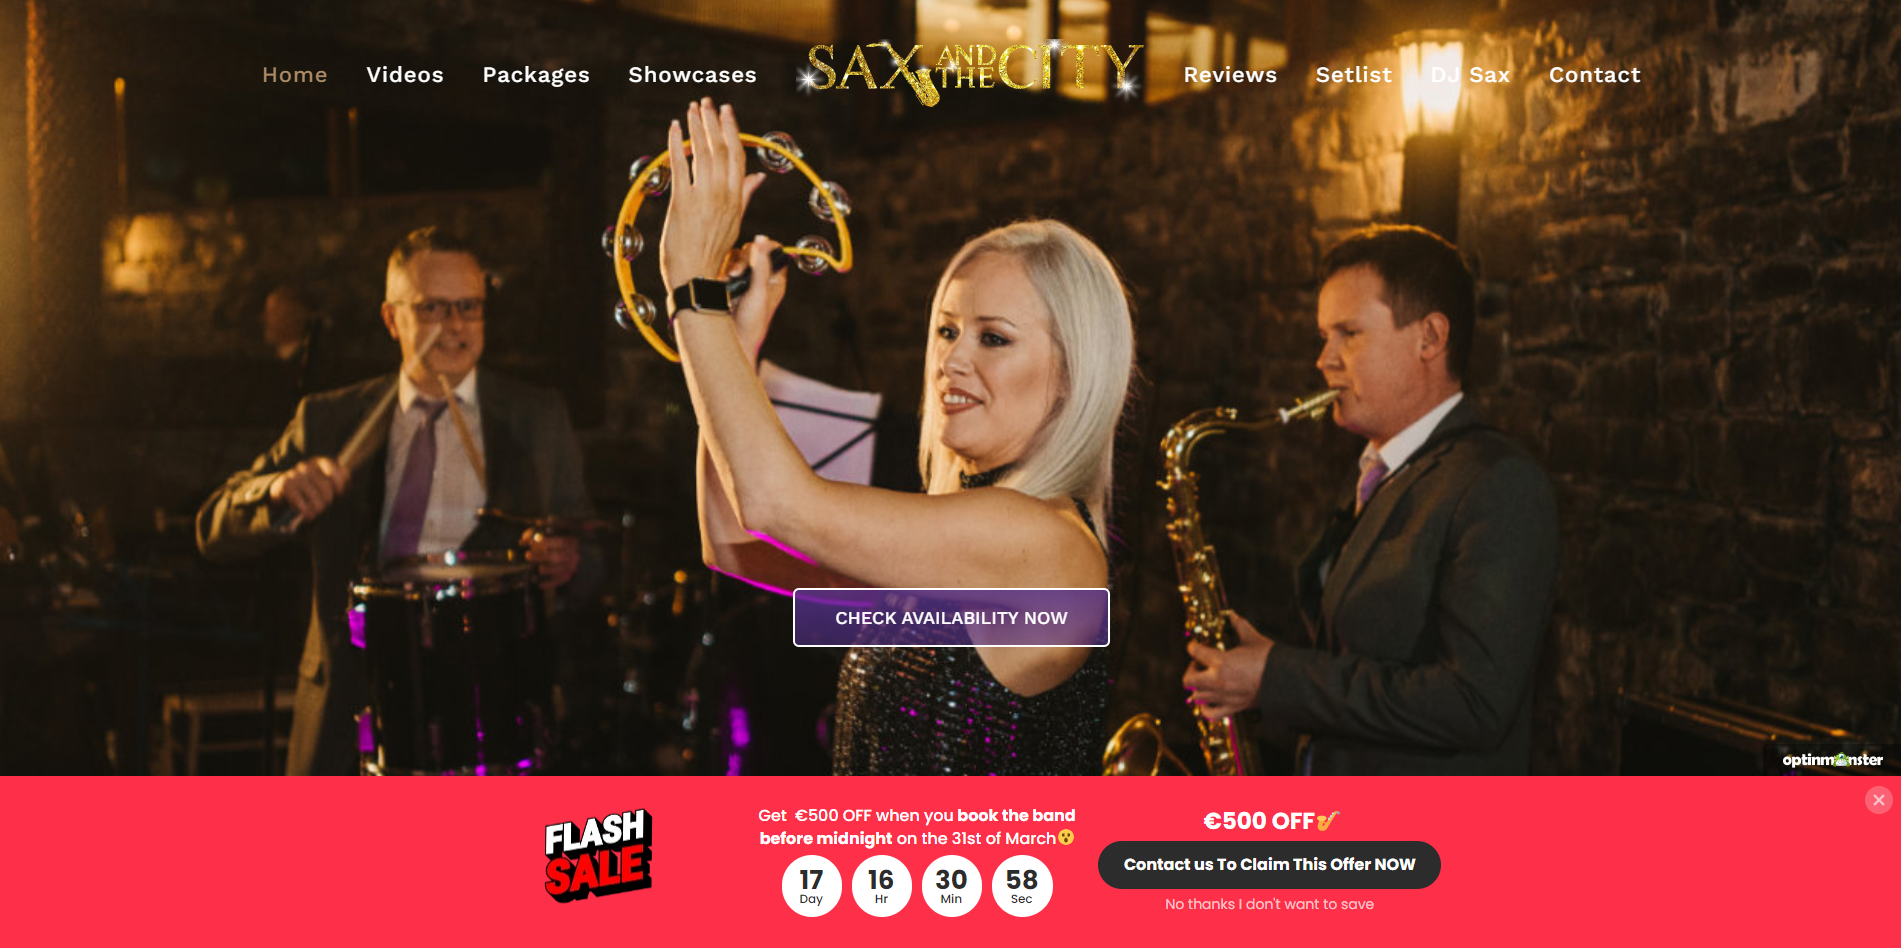 Home Videos Packages Showcases SAX AND THE CITY Reviews Setlist DJ Sax Contact
CHECK AVAILABILITY NOW
optinmonster
FLASH
SALE
Get €500 OFF when you book the band
before midnight on the 31st of March😮
17 16 30 58
Day Hr Min Sec
€500 OFF🎷
Contact us To Claim This Offer NOW
No thanks I don't want to save